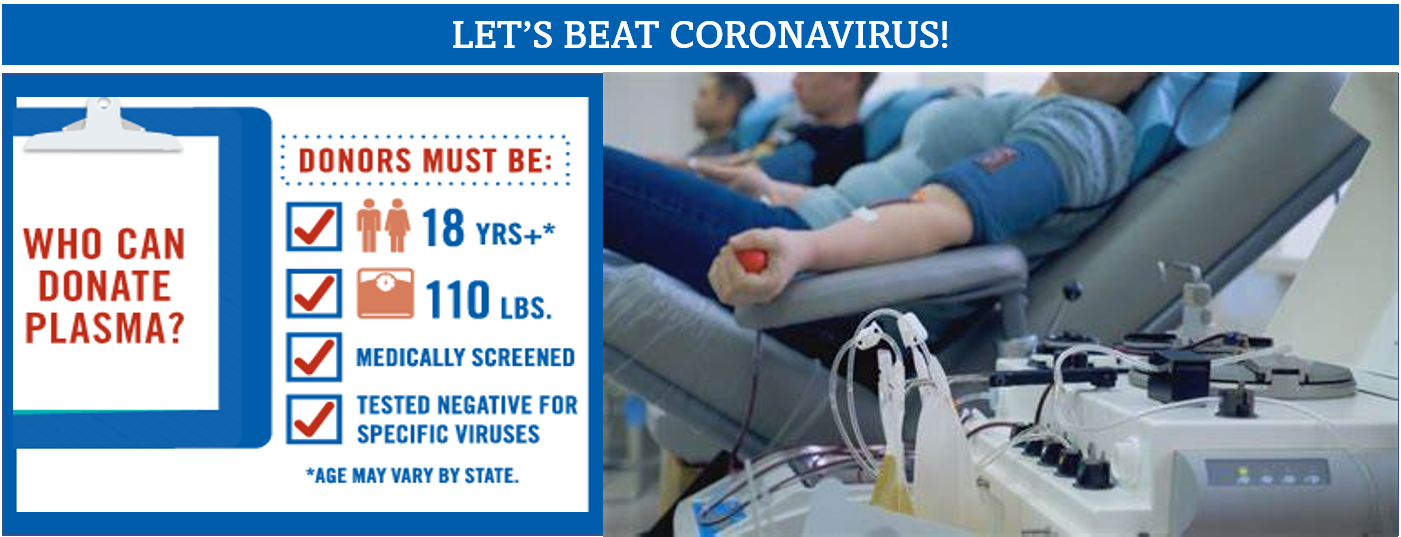 LET'S BEAT CORONAVIRUS!
WHO CAN
DONATE
PLASMA?
DONORS MUST BE:
18 YRS+*
110 LBS.
MEDICALLY SCREENED
TESTED NEGATIVE FOR
SPECIFIC VIRUSES
*AGE MAY VARY BY STATE.